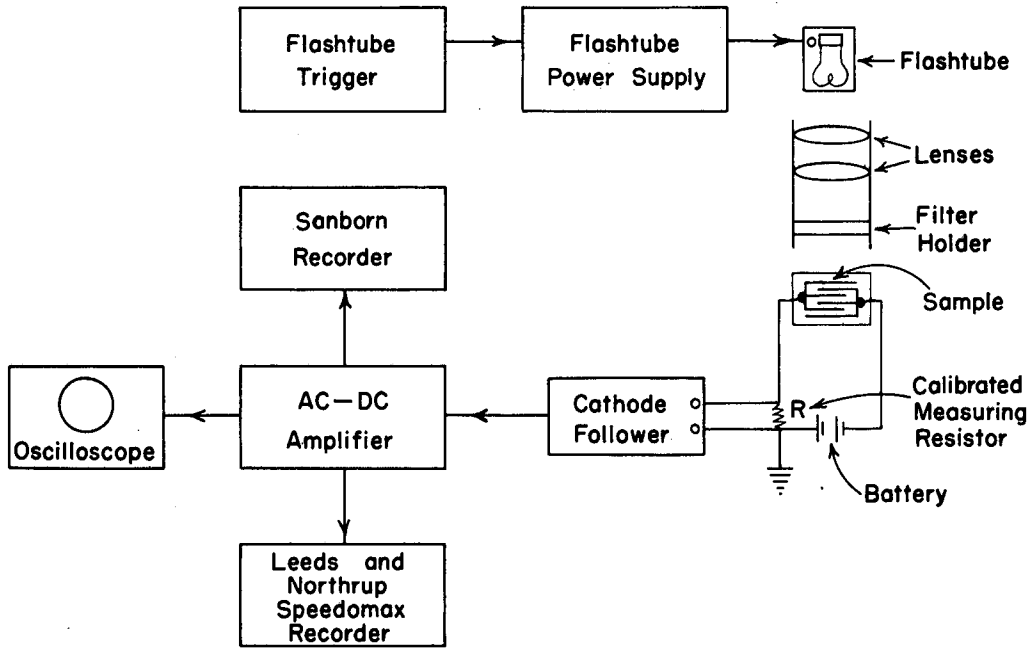 Flashtube
Trigger
Flashtube
Power Supply
Flashtube
Lenses
Filter
Holder
Sanborn
Recorder
Sample
Oscilloscope
AC–DC
Amplifier
Cathode
Follower
R
Calibrated
Measuring
Resistor
Battery
Leeds and
Northrup
Speedomax
Recorder